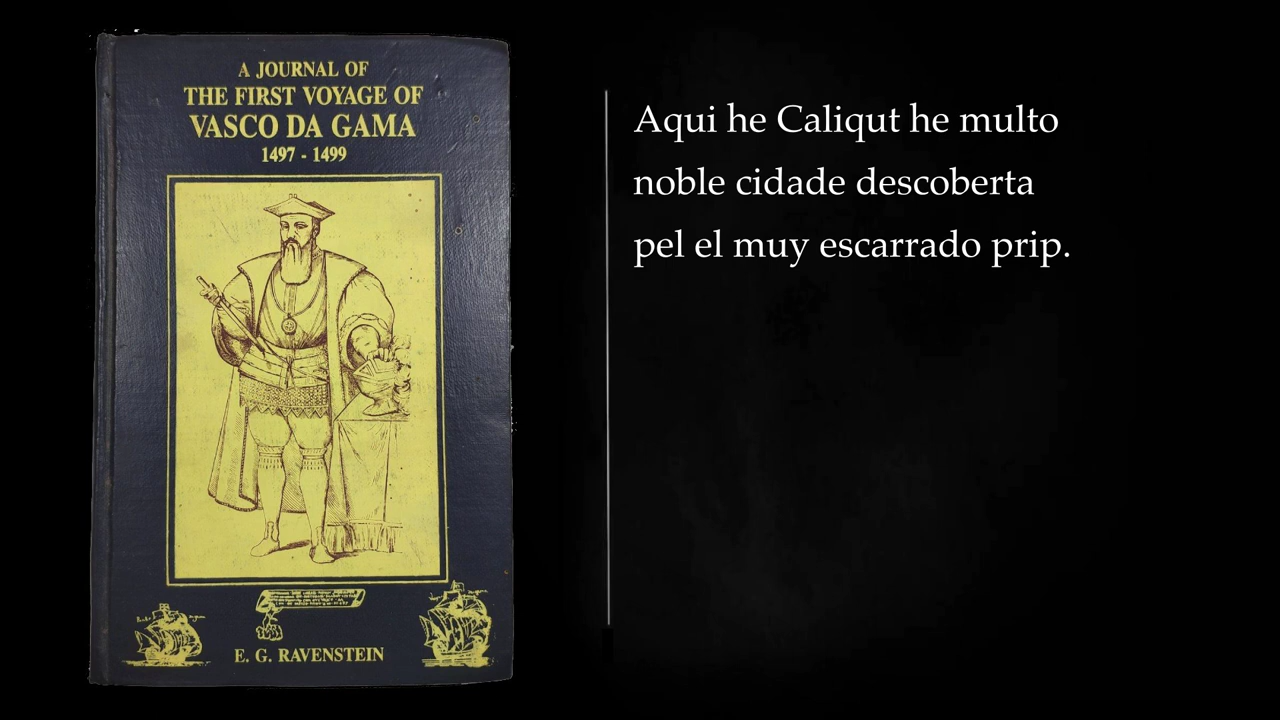 A JOURNAL OF
THE FIRST VOYAGE OF
VASCO DA GAMA
1497 - 1499
E. G. RAVENSTEIN
Aqui he Caliqut he multo
noble cidade descoberta
pel el muy escarrado prip.